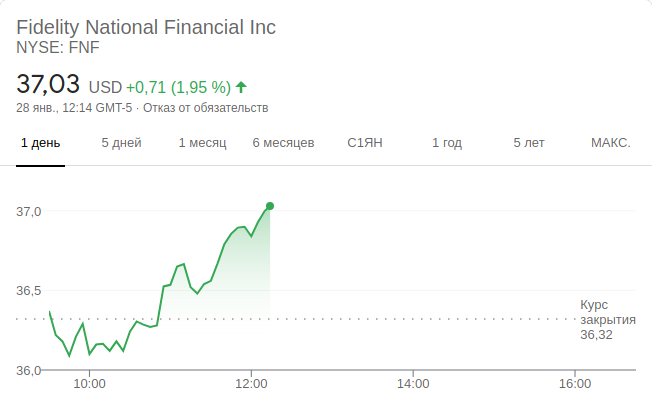 Fidelity National Financial Inc
NYSE: FNF
37,03 USD +0,71 (1,95 %)
28 янв., 12:14 GMT-5 · Отказ от обязательств
1 день 5 дней 1 месяц 6 месяцев С1ЯН 1 год 5 лет МАКС.
37,0
36,5
Курс
закрытия
36,32
36,0
10:00 12:00 14:00 16:00